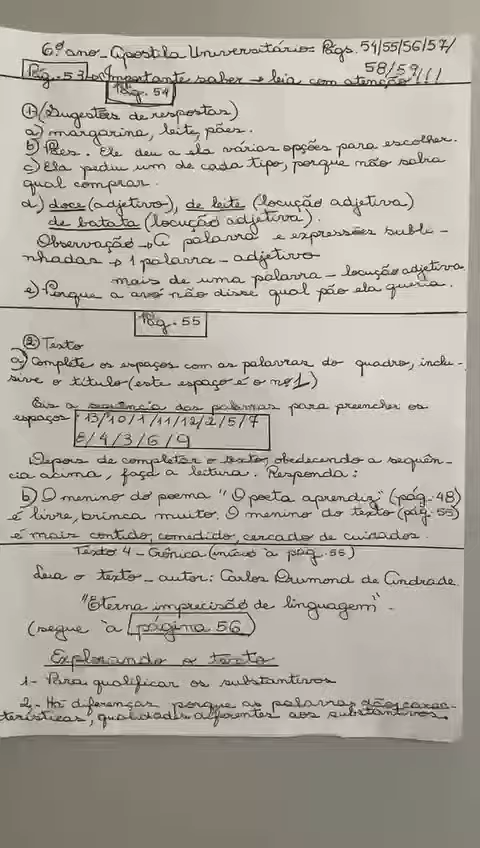 6º ano - Apostila Universitário - Págs. 54/55/56/57/
58/59
Pág. 53 Importante saber → leia com atenção!!!
Pág. 54
① (Sugestões de respostas)
a) margarina, leite, pães.
b) Pães. Ele deu a ela várias opções para escolher.
c) Ela pediu um de cada tipo, porque não sabia
qual comprar.
d) doce (adjetivo), de leite (locução adjetiva)
de batata (locução adjetiva).
Observação → A palavra e expressões subli-
nhadas → 1 palavra - adjetivo
mais de uma palavra - locução adjetiva
e) Porque a avó não disse qual pão ela queria.
Pág. 55
② Texto
a) Complete os espaços com as palavras do quadro, inclu-
sive o título (este espaço é o nº 1)
Eis a sequência das palavras para preencher os
espaços: 13/10/1/11/12/2/5/7
8/4/3/6/9
Depois de completar o texto, obedecendo a sequên-
cia acima, faça a leitura. Responda:
b) O menino do poema "O poeta aprendiz" (pág. 48)
é livre, brinca muito. O menino do texto (pág. 55)
é mais contido, comedido, cercado de cuidados.
Texto 4 - Crônica (início à pág. 55)
Leia o texto - autor: Carlos Drumond de Andrade
"Eterna imprecisão de linguagem" -
(segue à página 56)
Explorando o texto
1- Para qualificar os substantivos
2- Há diferenças porque as palavras dão carac-
terísticas, qualidades diferentes aos substantivos.